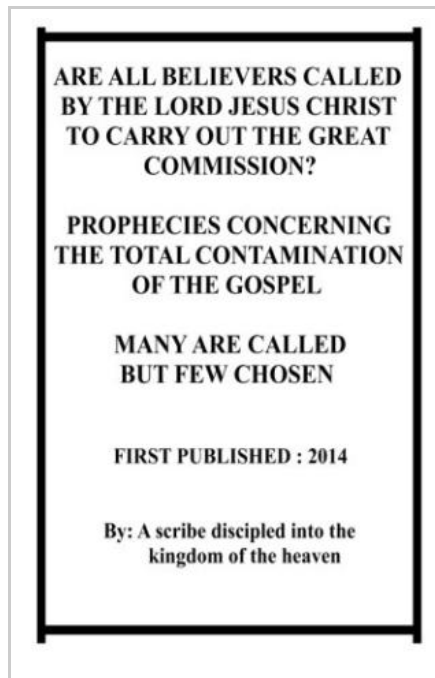 ARE ALL BELIEVERS CALLED
BY THE LORD JESUS CHRIST
TO CARRY OUT THE GREAT
COMMISSION?
PROPHECIES CONCERNING
THE TOTAL CONTAMINATION
OF THE GOSPEL
MANY ARE CALLED
BUT FEW CHOSEN
FIRST PUBLISHED : 2014
By: A scribe discipled into the
kingdom of the heaven